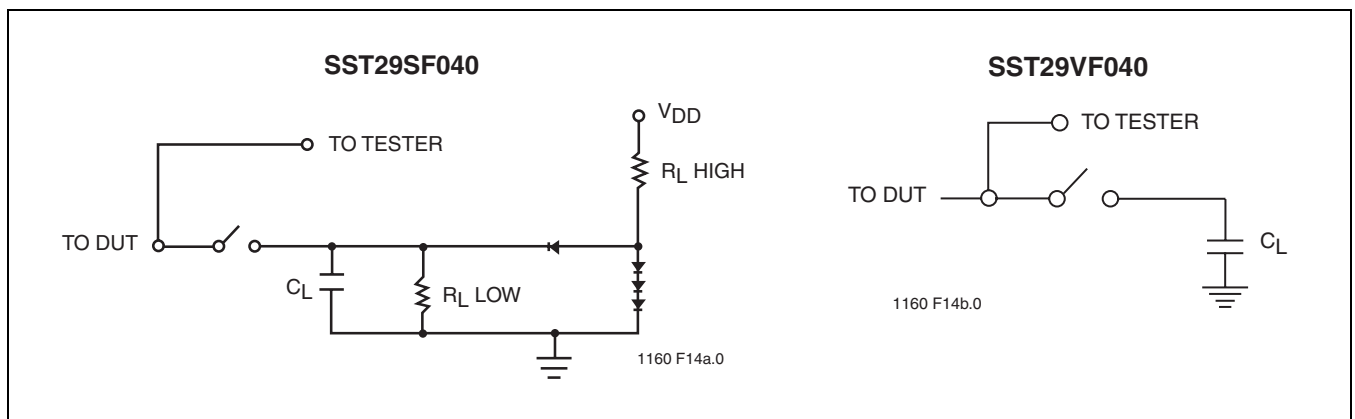 SST29SF040
VDD
TO TESTER
RL HIGH
TO DUT
CL
RL LOW
1160 F14a.0
SST29VF040
TO TESTER
TO DUT
CL
1160 F14b.0